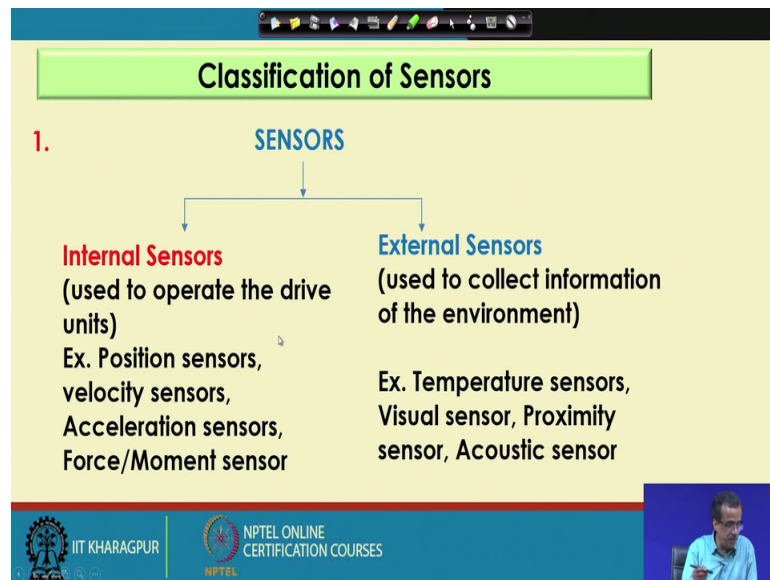 Classification of Sensors
1.
SENSORS
Internal Sensors
(used to operate the drive
units)
Ex. Position sensors,
velocity sensors,
Acceleration sensors,
Force/Moment sensor
External Sensors
(used to collect information
of the environment)
Ex. Temperature sensors,
Visual sensor, Proximity
sensor, Acoustic sensor
IIT KHARAGPUR
NPTEL
NPTEL ONLINE
CERTIFICATION COURSES